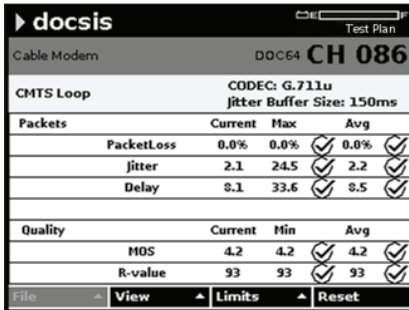 docsis
E F
Test Plan
Cable Modem DOC64 CH 086
CMTS Loop
CODEC: G.711u
Jitter Buffer Size: 150ms
Packets Current Max Avg
PacketLoss 0.0% 0.0% 0.0%
Jitter 2.1 24.5 2.2
Delay 8.1 33.6 8.5
Quality Current Min Avg
MOS 4.2 4.2 4.2
R-value 93 93 93
File View Limits Reset